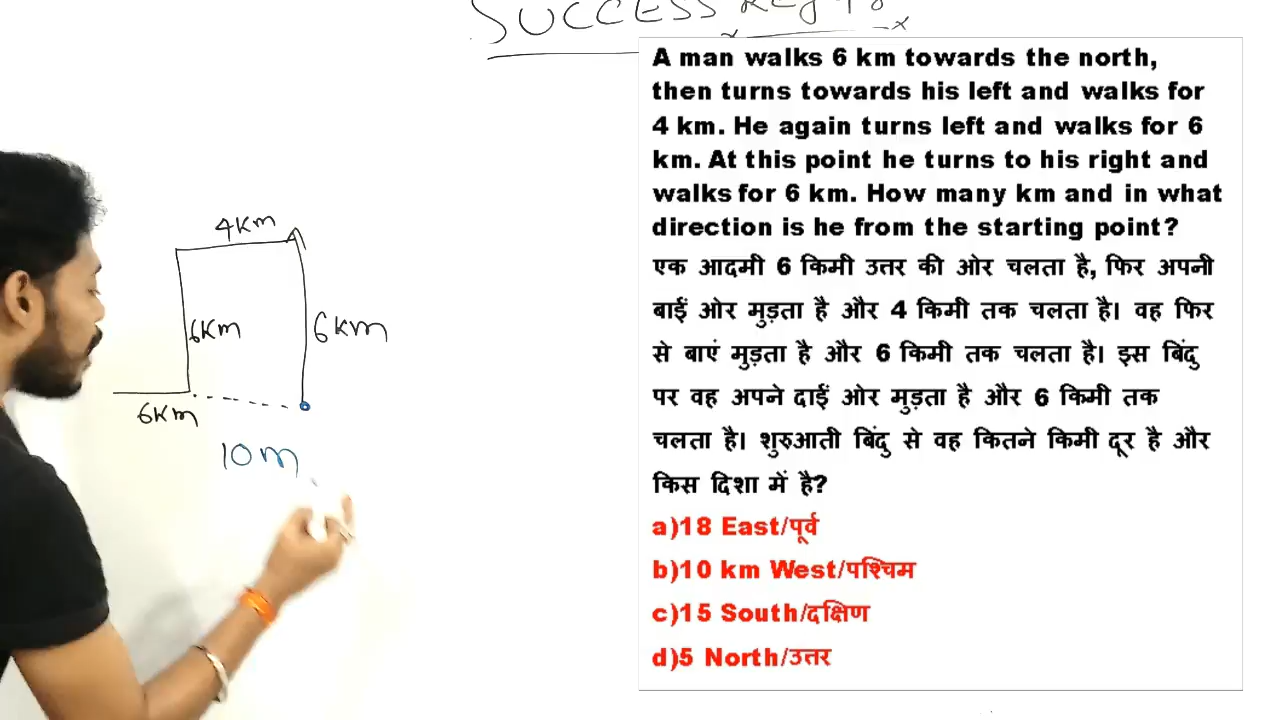 SUCCESS
A man walks 6 km towards the north,
then turns towards his left and walks for
4 km. He again turns left and walks for 6
km. At this point he turns to his right and
walks for 6 km. How many km and in what
direction is he from the starting point?
एक आदमी 6 किमी उत्तर की ओर चलता है, फिर अपनी
बाईं ओर मुड़ता है और 4 किमी तक चलता है। वह फिर
से बाएं मुड़ता है और 6 किमी तक चलता है। इस बिंदु
पर वह अपने दाईं ओर मुड़ता है और 6 किमी तक
चलता है। शुरुआती बिंदु से वह कितने किमी दूर है और
किस दिशा में है?
a)18 East/पूर्व
b)10 km West/पश्चिम
c)15 South/दक्षिण
d)5 North/उत्तर
4km
6km
6km
6km
10m